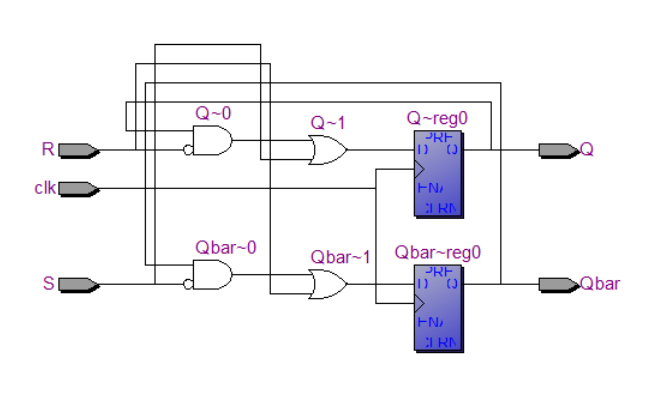 Q~0
Q~1
Q~reg0
R
PRE
D Q
Q
clk
ENA
CLRN
Qbar~0
Qbar~1
Qbar~reg0
PRE
S
D Q
Qbar
ENA
CLRN